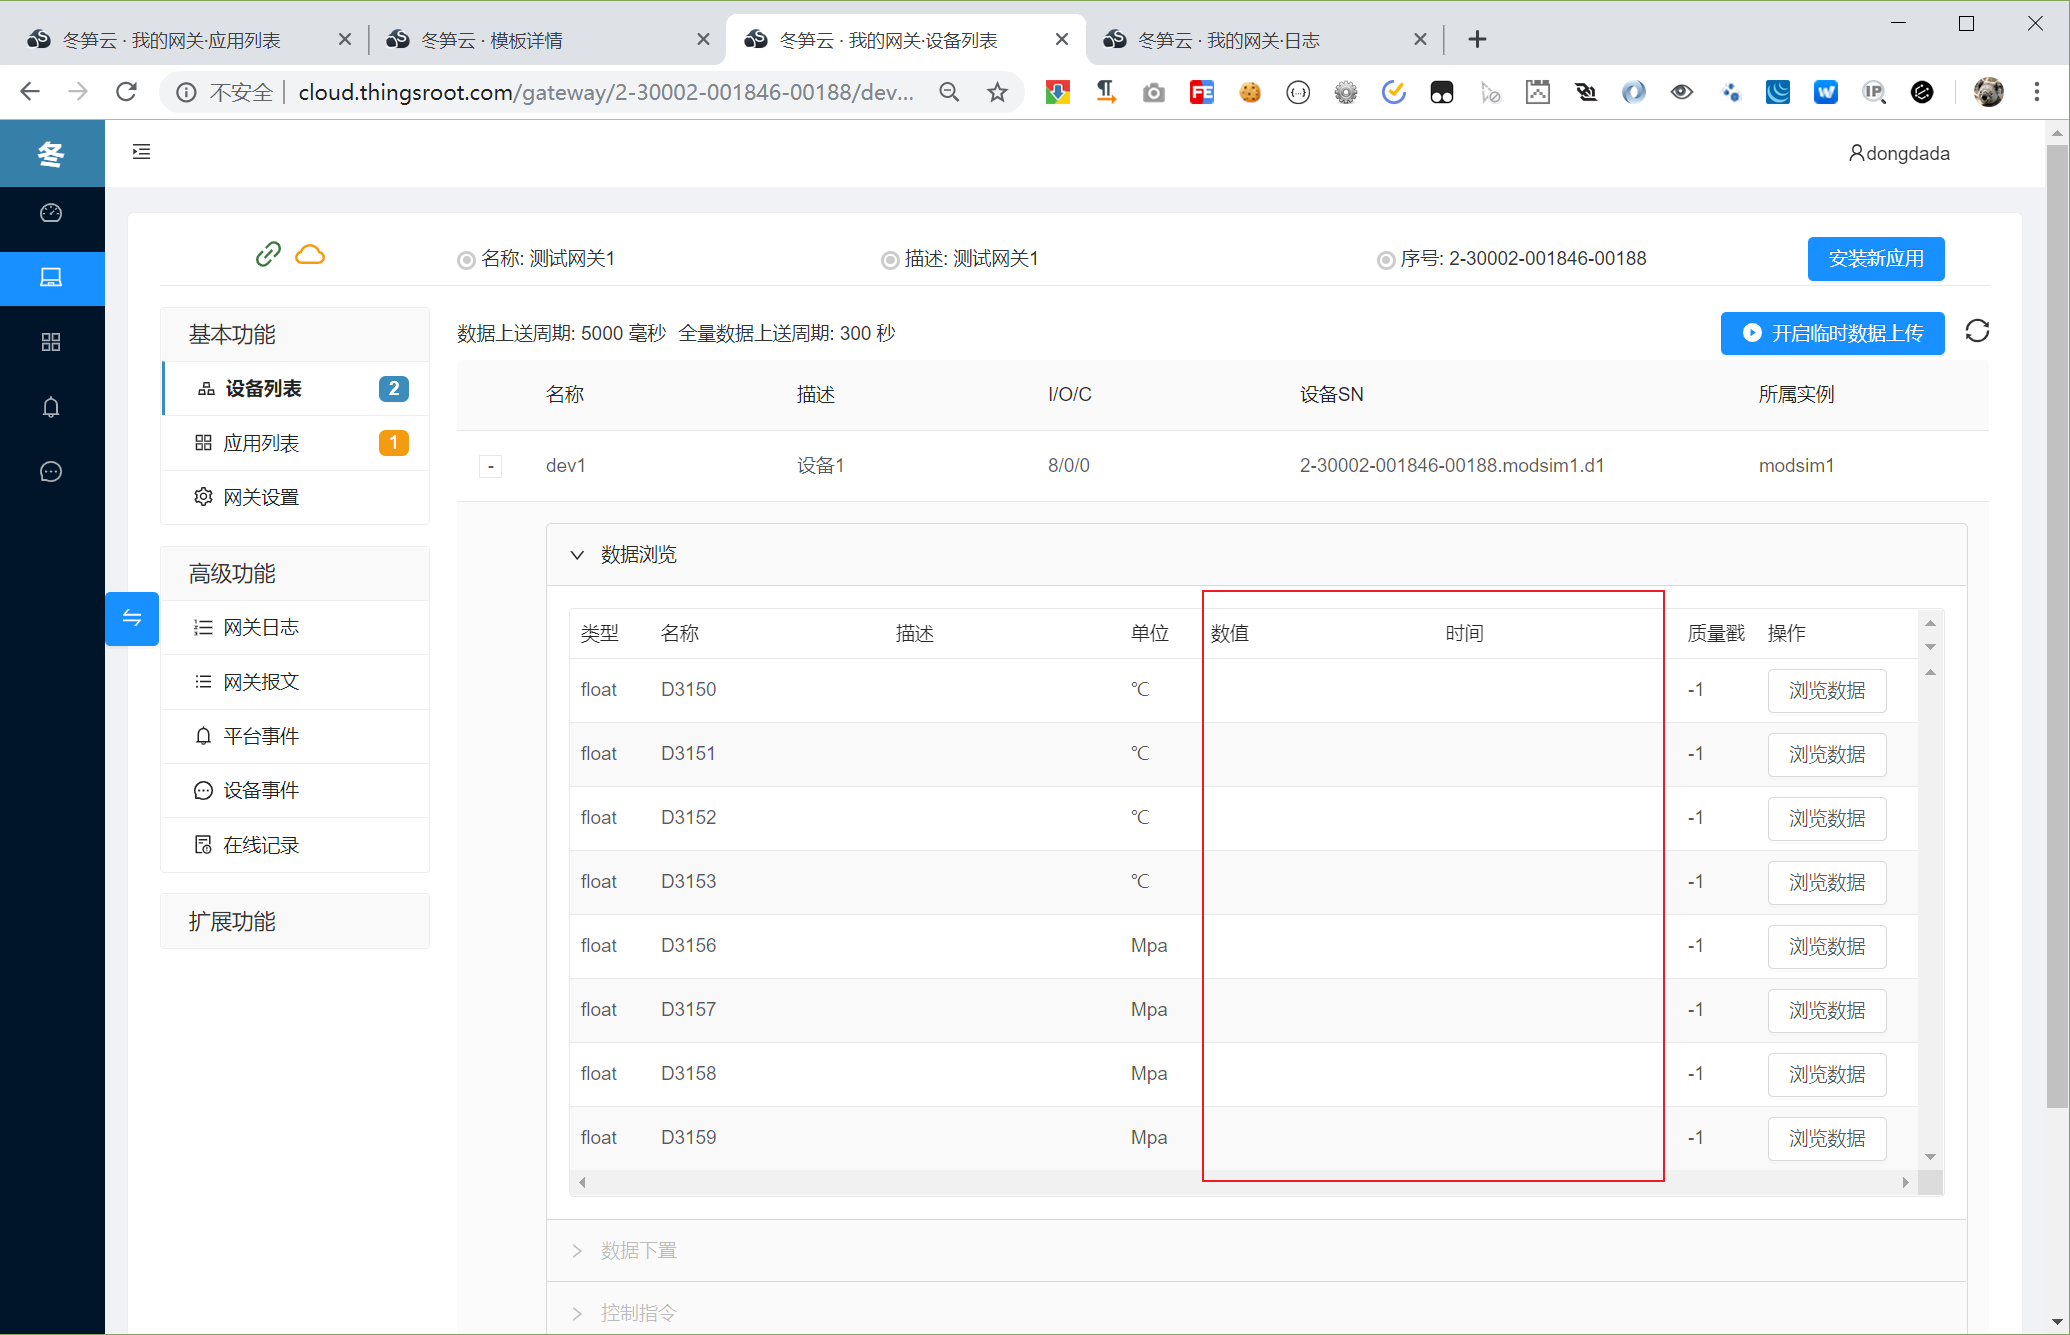 冬笋云 · 我的网关·应用列表
冬笋云 · 模板详情
冬笋云 · 我的网关·设备列表
冬笋云 · 我的网关·日志
不安全
cloud.thingsroot.com/gateway/2-30002-001846-00188/dev...
冬
dongdada
名称: 测试网关1
描述: 测试网关1
序号: 2-30002-001846-00188
安装新应用
基本功能
设备列表 2
应用列表 1
网关设置
高级功能
网关日志
网关报文
平台事件
设备事件
在线记录
扩展功能
数据上送周期: 5000 毫秒 全量数据上送周期: 300 秒
开启临时数据上传
名称 描述 I/O/C 设备SN 所属实例
- dev1 设备1 8/0/0 2-30002-001846-00188.modsim1.d1 modsim1
数据浏览
类型 名称 描述 单位 数值 时间 质量戳 操作
float D3150 ℃ -1 浏览数据
float D3151 ℃ -1 浏览数据
float D3152 ℃ -1 浏览数据
float D3153 ℃ -1 浏览数据
float D3156 Mpa -1 浏览数据
float D3157 Mpa -1 浏览数据
float D3158 Mpa -1 浏览数据
float D3159 Mpa -1 浏览数据
数据下置
控制指令